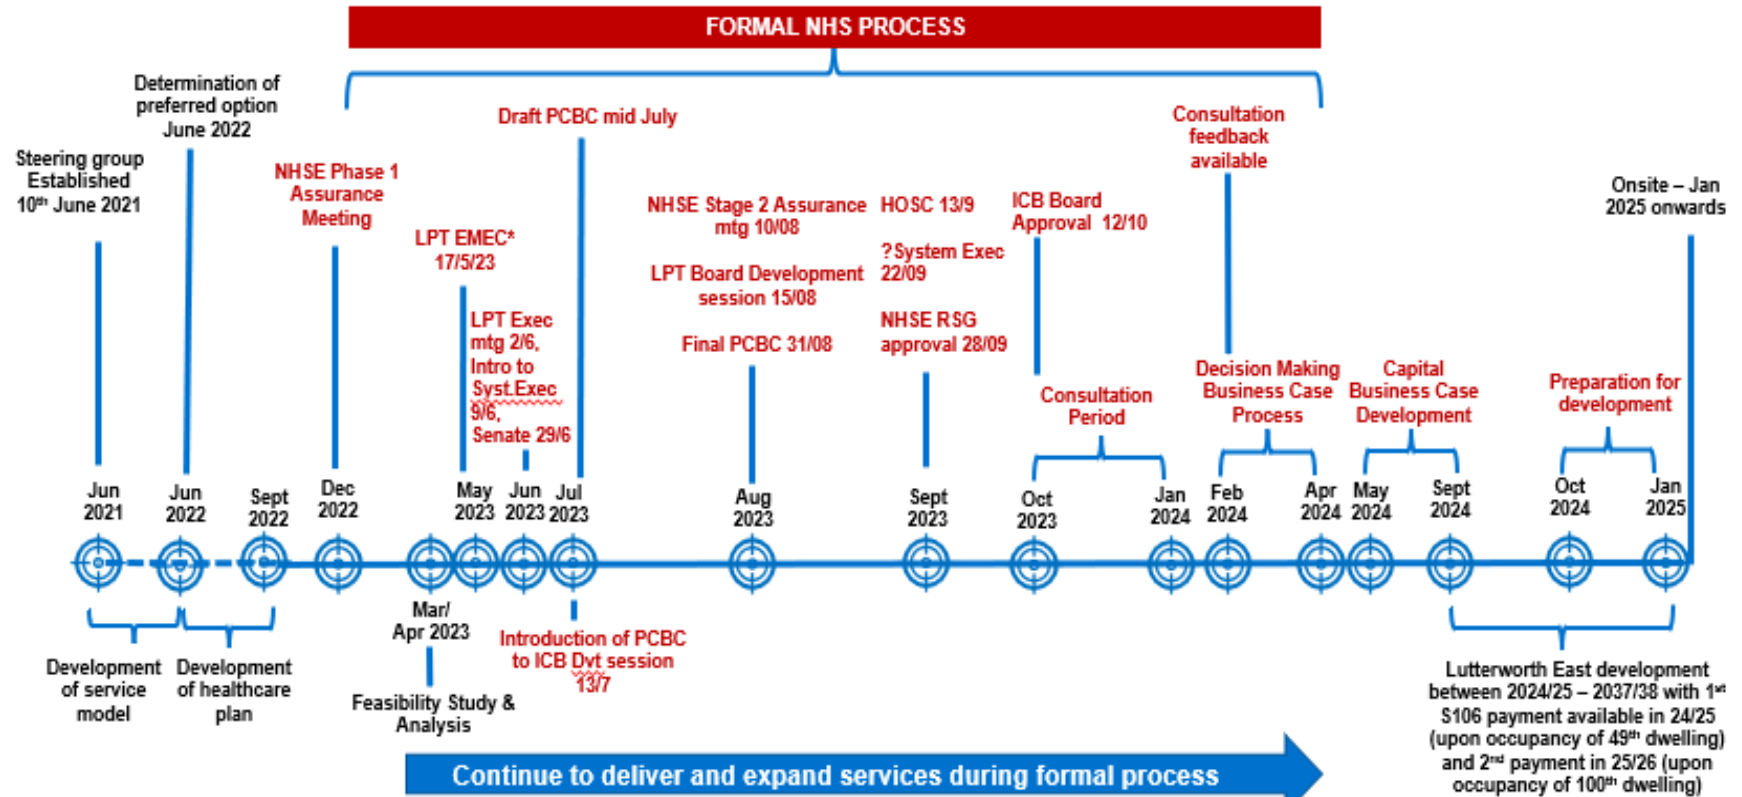 FORMAL NHS PROCESS
Determination of
preferred option
June 2022
Steering group
Established
10th June 2021
NHSE Phase 1
Assurance
Meeting
LPT EMEC*
17/5/23
LPT Exec
mtg 2/6,
Intro to
Syst.Exec
9/6,
Senate 29/6
Draft PCBC mid July
NHSE Stage 2 Assurance
mtg 10/08
LPT Board Development
session 15/08
Final PCBC 31/08
HOSC 13/9
?System Exec
22/09
NHSE RSG
approval 28/09
ICB Board
Approval 12/10
Consultation
Period
Consultation
feedback
available
Decision Making
Business Case
Process
Capital
Business Case
Development
Preparation for
development
Onsite – Jan
2025 onwards
Jun
2021
Jun
2022
Sept
2022
Dec
2022
May
2023
Jun
2023
Jul
2023
Aug
2023
Sept
2023
Oct
2023
Jan
2024
Feb
2024
Apr
2024
May
2024
Sept
2024
Oct
2024
Jan
2025
Mar/
Apr 2023
Development
of service
model
Development
of healthcare
plan
Feasibility Study &
Analysis
Introduction of PCBC
to ICB Dvt session
13/7
Lutterworth East development
between 2024/25 – 2037/38 with 1st
S106 payment available in 24/25
(upon occupancy of 49th dwelling)
and 2nd payment in 25/26 (upon
occupancy of 100th dwelling)
Continue to deliver and expand services during formal process